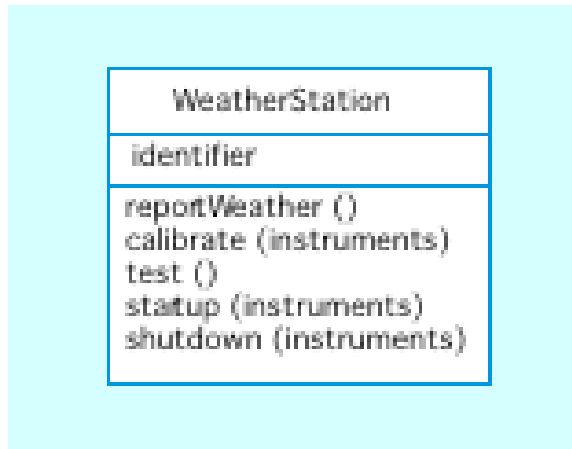 WeatherStation
identifier
reportWeather ()
calibrate (instruments)
test ()
startup (instruments)
shutdown (instruments)